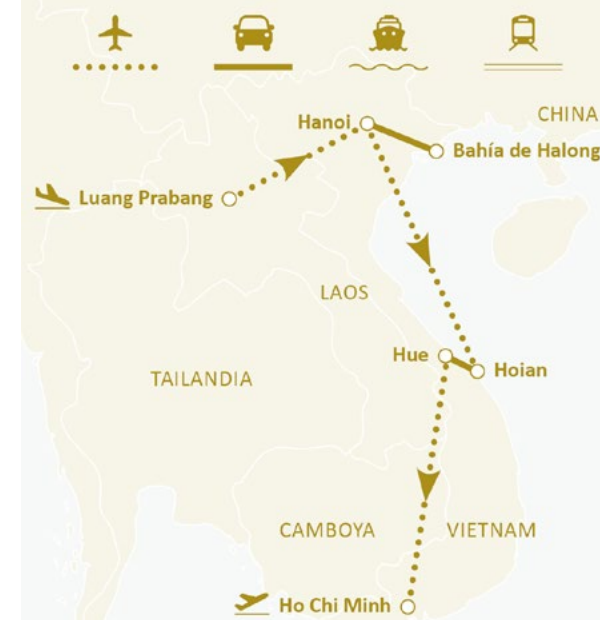 CHINA
Hanoi
Bahía de Halong
Luang Prabang
LAOS
Hue
Hoian
TAILANDIA
CAMBOYA
VIETNAM
Ho Chi Minh